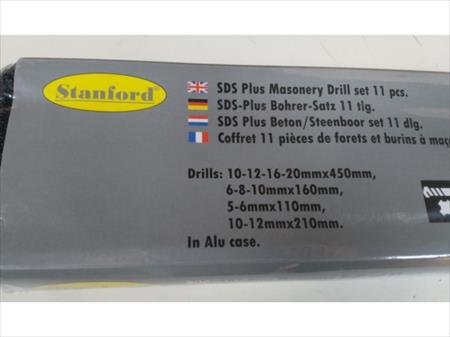 Stanford®
SDS Plus Masonery Drill set 11 pcs.
SDS-Plus Bohrer-Satz 11 tlg.
SDS Plus Beton/Steenboor set 11 dlg.
Coffret 11 pièces de forets et burins à
Drills: 10-12-16-20mmx450mm,
6-8-10mmx160mm,
5-6mmx110mm,
10-12mmx210mm.
In Alu case.